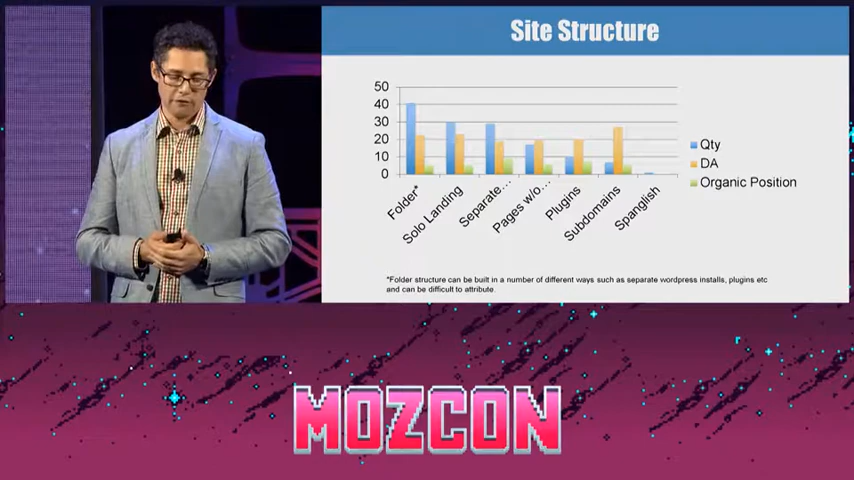 Site Structure
50
40
30
20
10
0
Folder*
Solo Landing
Separate...
Pages w/o...
Plugins
Subdomains
Spanglish
Qty
DA
Organic Position
*Folder structure can be built in a number of different ways such as separate wordpress installs, plugins etc
and can be difficult to attribute.
MOZCON